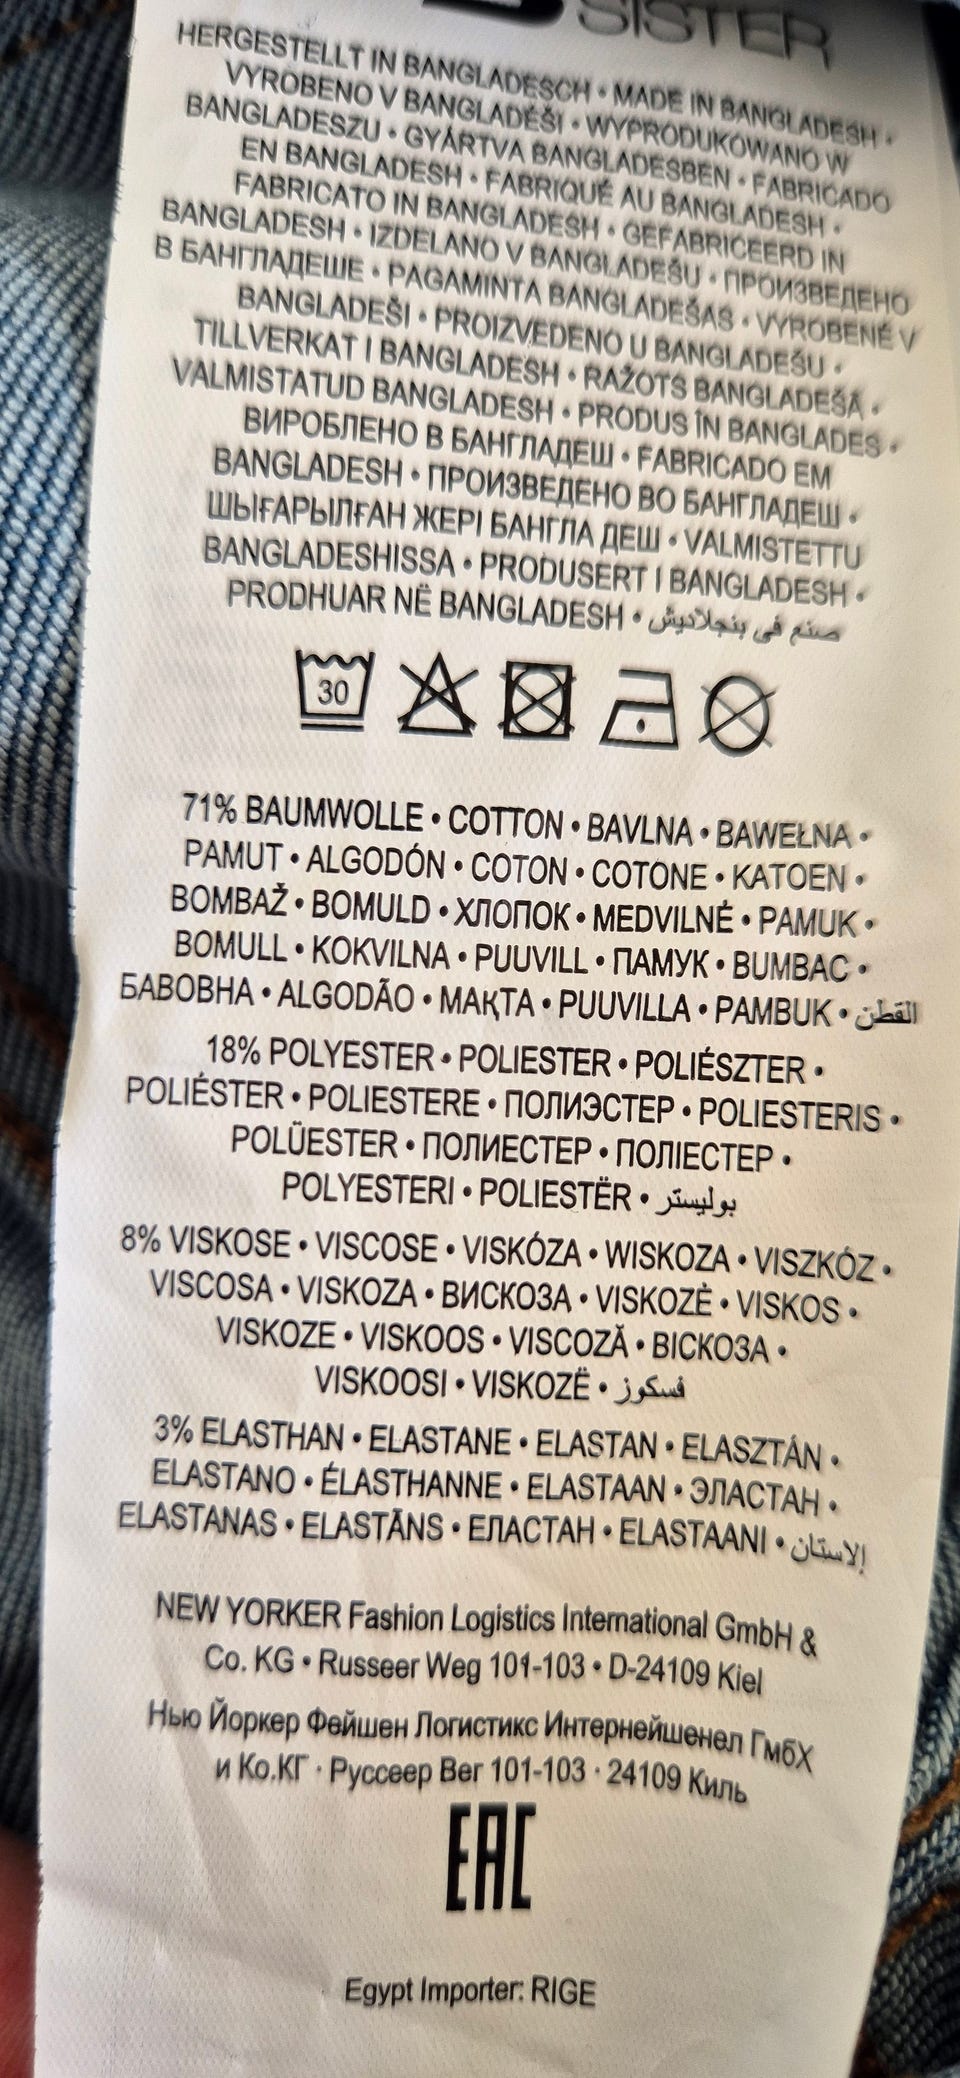 SISTER
HERGESTELLT IN BANGLADESCH • MADE IN BANGLADESH •
VYROBENO V BANGLADÉŠI • WYPRODUKOWANO W
BANGLADESZU • GYÁRTVA BANGLADESBEN • FABRICADO
EN BANGLADESH • FABRIQUÉ AU BANGLADESH •
FABRICATO IN BANGLADESH • GEFABRICEERD IN
BANGLADESH • IZDELANO V BANGLADEŠU • ПРОИЗВЕДЕНО
В БАНГЛАДЕШЕ • PAGAMINTA BANGLADEŠAS • VYROBENÉ V
BANGLADEŠI • PROIZVEDENO U BANGLADEŠU •
TILLVERKAT I BANGLADESH • RAŽOTS BANGLADEŠĀ •
VALMISTATUD BANGLADESH • PRODUS ÎN BANGLADES •
ВИРОБЛЕНО В БАНГЛАДЕШ • FABRICADO EM
BANGLADESH • ПРОИЗВЕДЕНО ВО БАНГЛАДЕШ •
ШЫҒАРЫЛҒАН ЖЕРІ БАНГЛА ДЕШ • VALMISTETTU
BANGLADESHISSA • PRODUSERT I BANGLADESH •
PRODHUAR NË BANGLADESH • صنع في بنجلاديش
30
71% BAUMWOLLE • COTTON • BAVLNA • BAWEŁNA •
PAMUT • ALGODÓN • COTON • COTONE • KATOEN •
BOMBAŽ • BOMULD • ХЛОПОК • MEDVILNĖ • PAMUK •
BOMULL • KOKVILNA • PUUVILL • ПАМУК • BUMBAC •
БАВОВНА • ALGODÃO • МАҚТА • PUUVILLA • PAMBUK • القطن
18% POLYESTER • POLIESTER • POLIÉSZTER •
POLIÉSTER • POLIESTERE • ПОЛИЭСТЕР • POLIESTERIS •
POLÜESTER • ПОЛИЕСТЕР • ПОЛІЕСТЕР •
POLYESTERI • POLIESTËR • بوليستر
8% VISKOSE • VISCOSE • VISKÓZA • WISKOZA • VISZKÓZ •
VISCOSA • VISKOZA • ВИСКОЗА • VISKOZĖ • VISKOS •
VISKOZE • VISKOOS • VISCOZĂ • ВІСКОЗА •
VISKOOSI • VISKOZË • فسكوز
3% ELASTHAN • ELASTANE • ELASTAN • ELASZTÁN •
ELASTANO • ÉLASTHANNE • ELASTAAN • ЭЛАСТАН •
ELASTANAS • ELASTĀNS • ЕЛАСТАН • ELASTAANI • إلاستان
NEW YORKER Fashion Logistics International GmbH &
Co. KG • Russeer Weg 101-103 • D-24109 Kiel
Нью Йоркер Фейшен Логистикс Интернейшенел ГмбХ
и Ко.КГ · Руссеер Вег 101-103 · 24109 Киль
EAC
Egypt Importer: RIGE